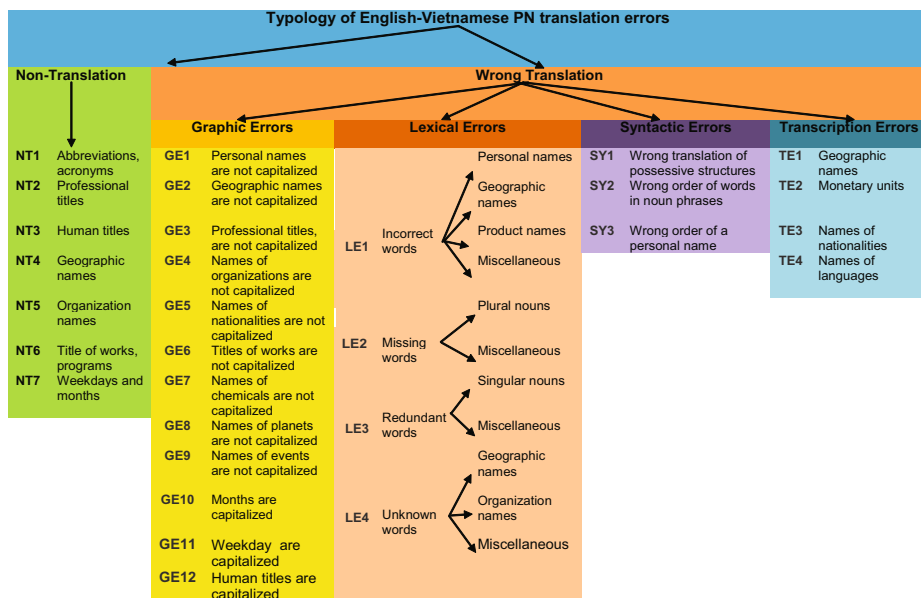 Typology of English-Vietnamese PN translation errors
Non-Translation
Wrong Translation
Graphic Errors
Lexical Errors
Syntactic Errors
Transcription Errors
NT1 Abbreviations,
acronyms
NT2 Professional
titles
NT3 Human titles
NT4 Geographic
names
NT5 Organization
names
NT6 Title of works,
programs
NT7 Weekdays and
months
GE1 Personal names
are not capitalized
GE2 Geographic names
are not capitalized
GE3 Professional titles,
are not capitalized
GE4 Names of
organizations are
not capitalized
GE5 Names of
nationalities are not
capitalized
GE6 Titles of works are
not capitalized
GE7 Names of
chemicals are not
capitalized
GE8 Names of planets
are not capitalized
GE9 Names of events
are not capitalized
GE10 Months are
capitalized
GE11 Weekday are
capitalized
GE12 Human titles are
capitalized
LE1 Incorrect
words
Personal names
Geographic
names
Product names
Miscellaneous
LE2 Missing
words
Plural nouns
Miscellaneous
LE3 Redundant
words
Singular nouns
Miscellaneous
LE4 Unknown
words
Geographic
names
Organization
names
Miscellaneous
SY1 Wrong translation of
possessive structures
SY2 Wrong order of words
in noun phrases
SY3 Wrong order of a
personal name
TE1 Geographic
names
TE2 Monetary units
TE3 Names of
nationalities
TE4 Names of
languages